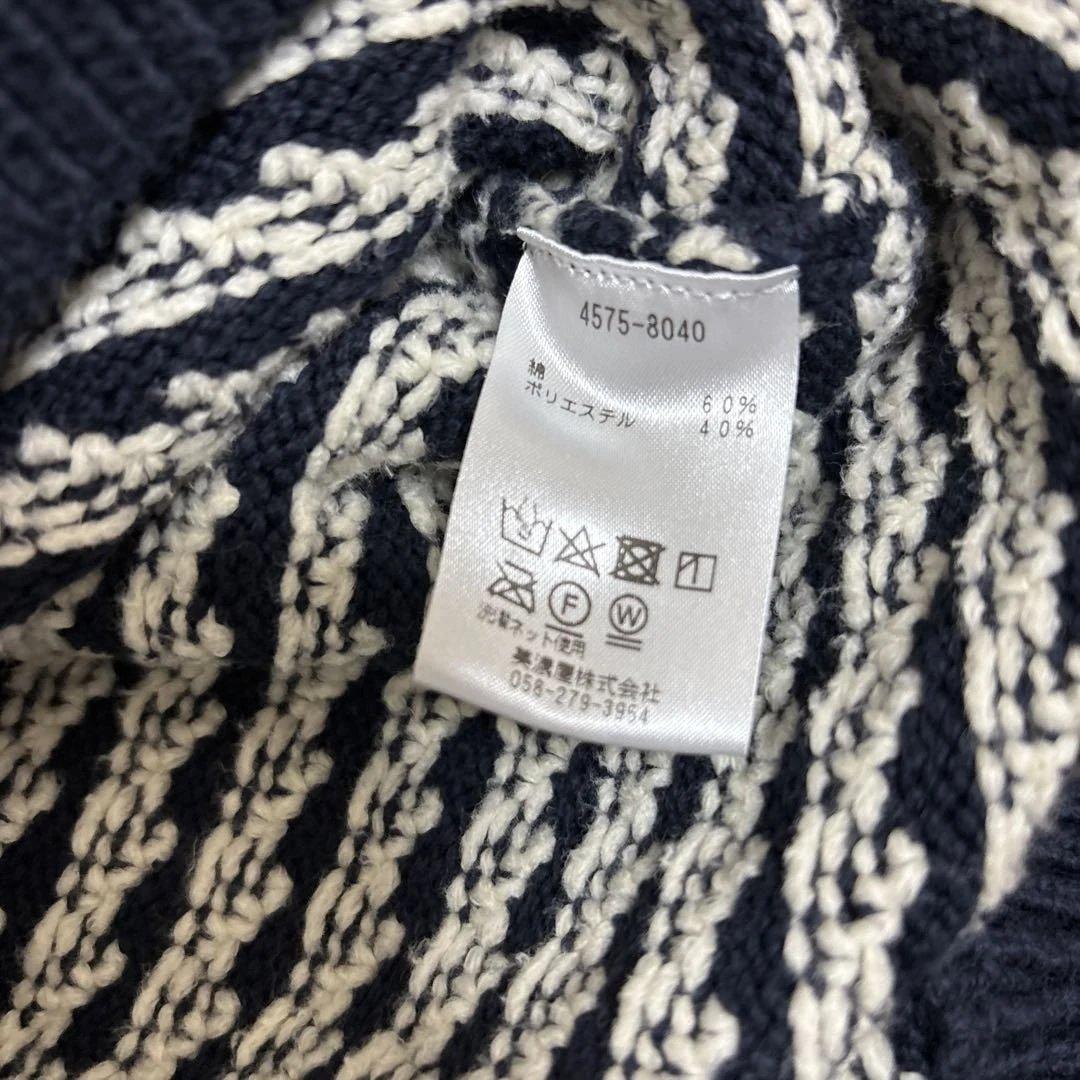 4575-8040
綿 60%
ポリエステル 40%
F W
洗濯ネット使用
美濃屋株式会社
058-279-3954